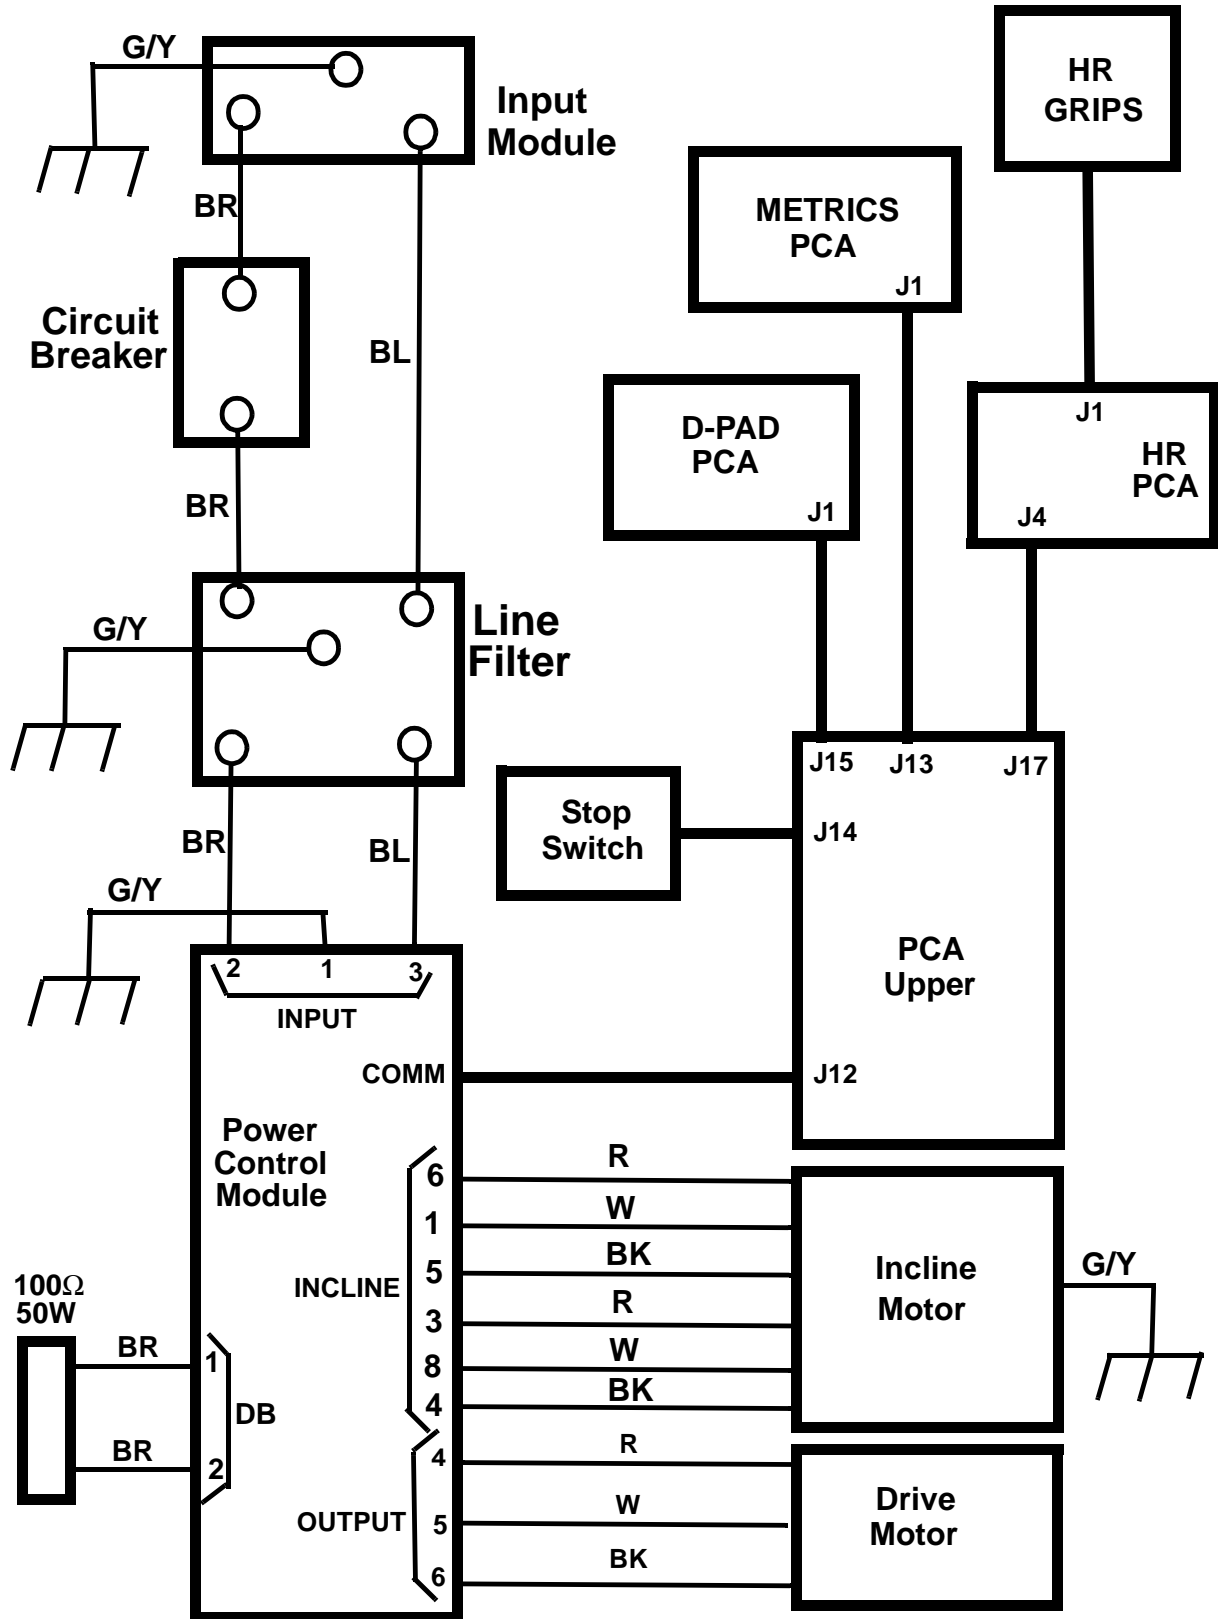 G/Y
Input
Module
HR
GRIPS
BR
METRICS
PCA
J1
Circuit
Breaker
BL
D-PAD
PCA
J1
J1
HR
PCA
J4
BR
G/Y
Line
Filter
J15
J13
J17
Stop
Switch
J14
BR
BL
G/Y
PCA
Upper
2
1
3
INPUT
COMM
J12
Power
Control
Module
6
R
1
W
INCLINE
5
BK
3
R
8
W
4
BK
Incline
Motor
G/Y
100Ω
50W
BR
1
DB
BR
2
OUTPUT
4
R
5
W
6
BK
Drive
Motor